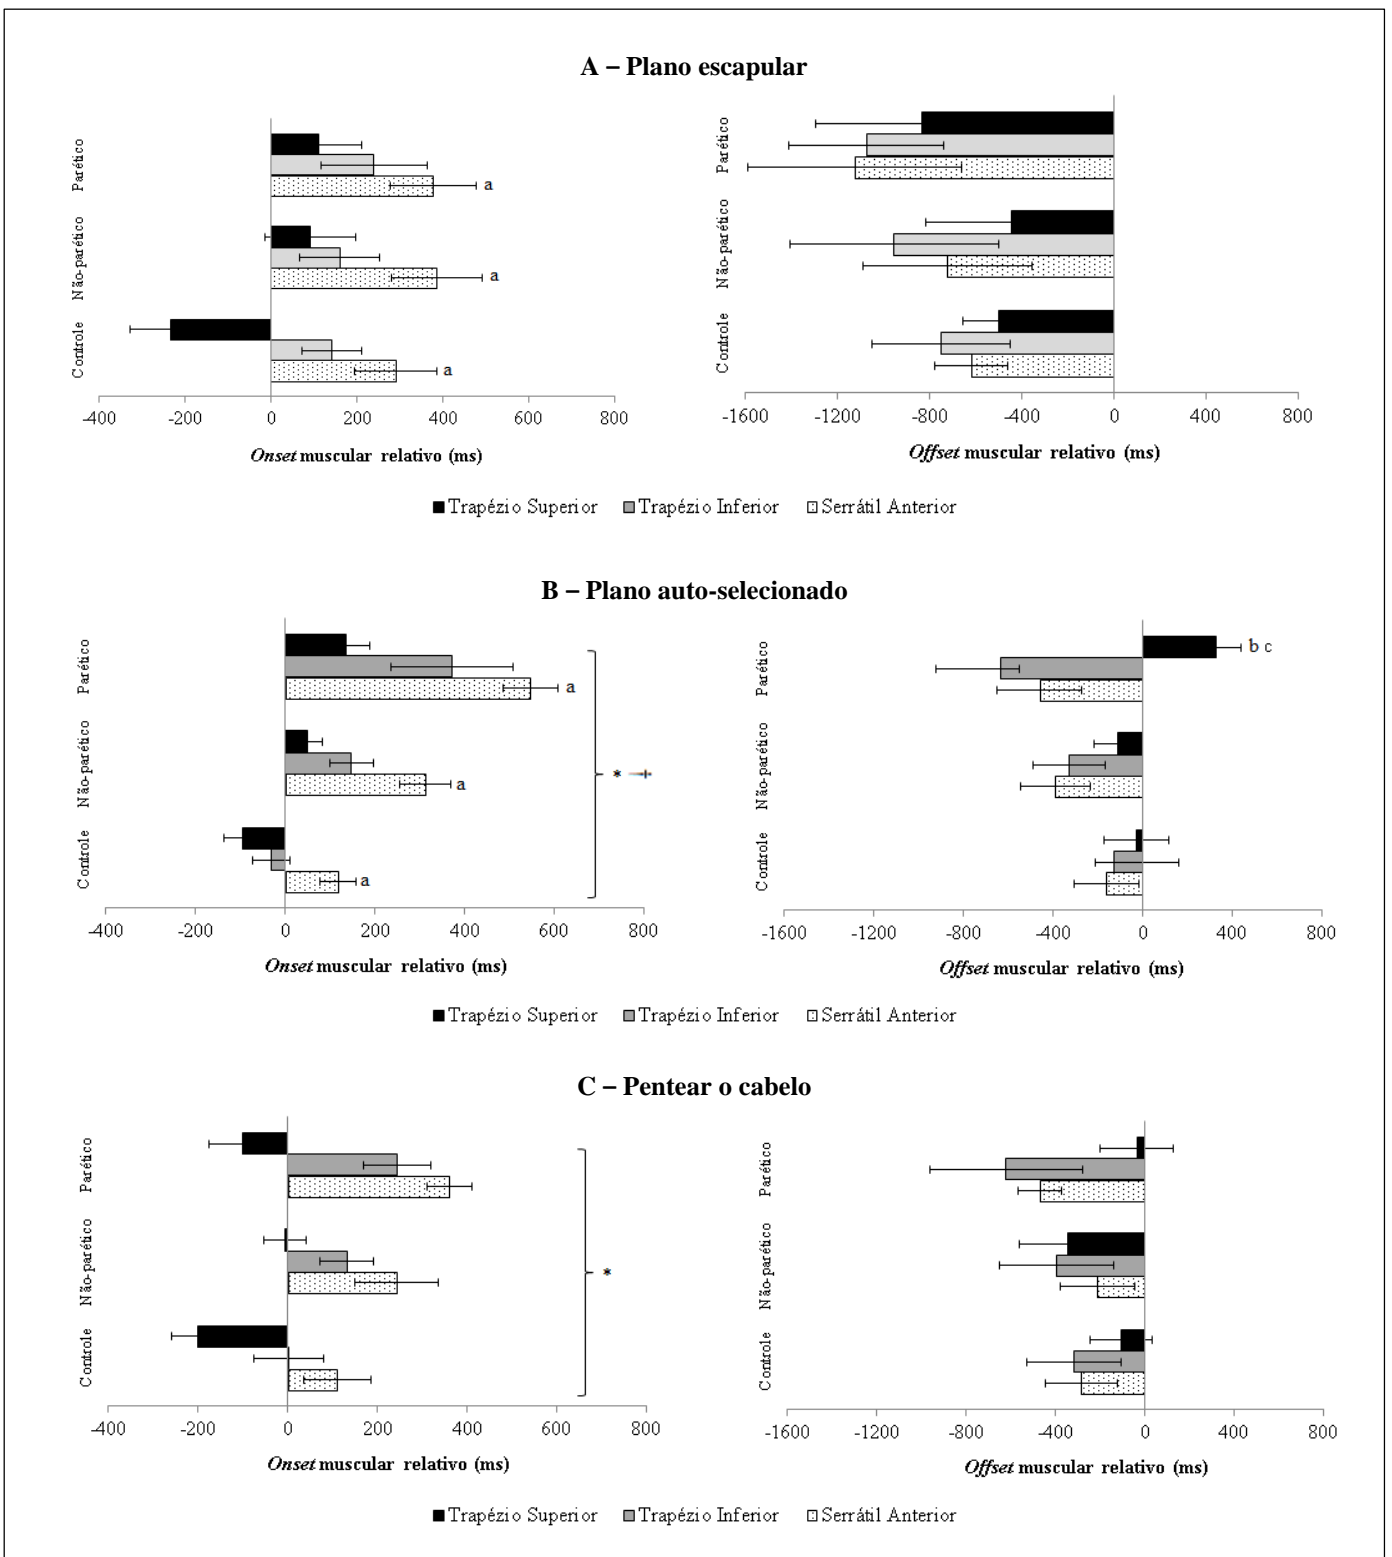 A – Plano escapular
Parético
a
Não-parético
a
Controle
a
-400 -200 0 200 400 600 800
Onset muscular relativo (ms)
Parético
Não-parético
Controle
-1600 -1200 -800 -400 0 400 800
Offset muscular relativo (ms)
Trapézio Superior Trapézio Inferior Serrátil Anterior
B – Plano auto-selecionado
Parético
a
Não-parético
a
Controle
a
* +
-400 -200 0 200 400 600 800
Onset muscular relativo (ms)
Parético
b c
Não-parético
Controle
-1600 -1200 -800 -400 0 400 800
Offset muscular relativo (ms)
Trapézio Superior Trapézio Inferior Serrátil Anterior
C – Pentear o cabelo
Parético
Não-parético
Controle
*
-400 -200 0 200 400 600 800
Onset muscular relativo (ms)
Parético
Não-parético
Controle
-1600 -1200 -800 -400 0 400 800
Offset muscular relativo (ms)
Trapézio Superior Trapézio Inferior Serrátil Anterior